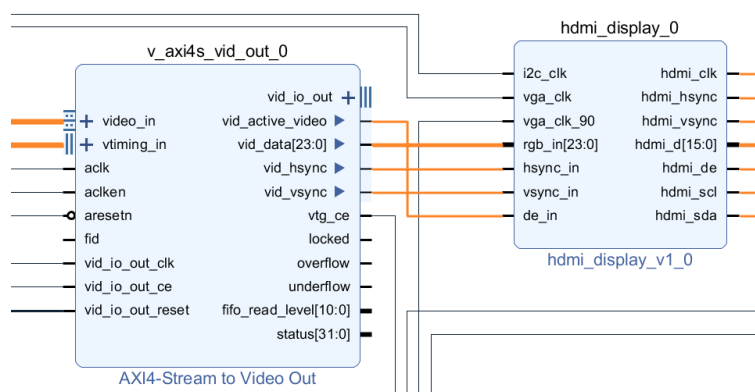 v_axi4s_vid_out_0
vid_io_out
video_in
vid_active_video
vtiming_in
vid_data[23:0]
aclk
vid_hsync
aclken
vid_vsync
aresetn
vtg_ce
fid
locked
vid_io_out_clk
overflow
vid_io_out_ce
underflow
vid_io_out_reset
fifo_read_level[10:0]
status[31:0]
AXI4-Stream to Video Out
hdmi_display_0
i2c_clk
hdmi_clk
vga_clk
hdmi_hsync
vga_clk_90
hdmi_vsync
rgb_in[23:0]
hdmi_d[15:0]
hsync_in
hdmi_de
vsync_in
hdmi_scl
de_in
hdmi_sda
hdmi_display_v1_0